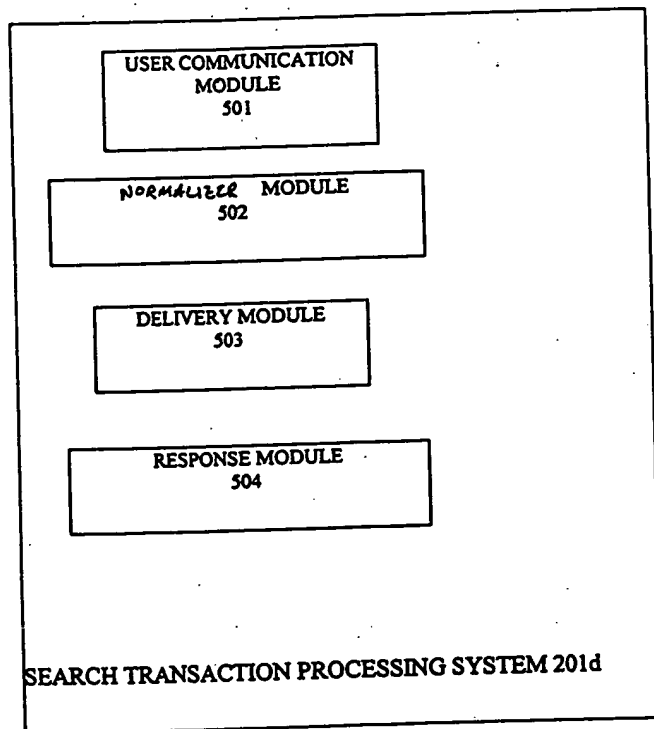 USER COMMUNICATION
MODULE
501
NORMALIZER MODULE
502
DELIVERY MODULE
503
RESPONSE MODULE
504
SEARCH TRANSACTION PROCESSING SYSTEM 201d